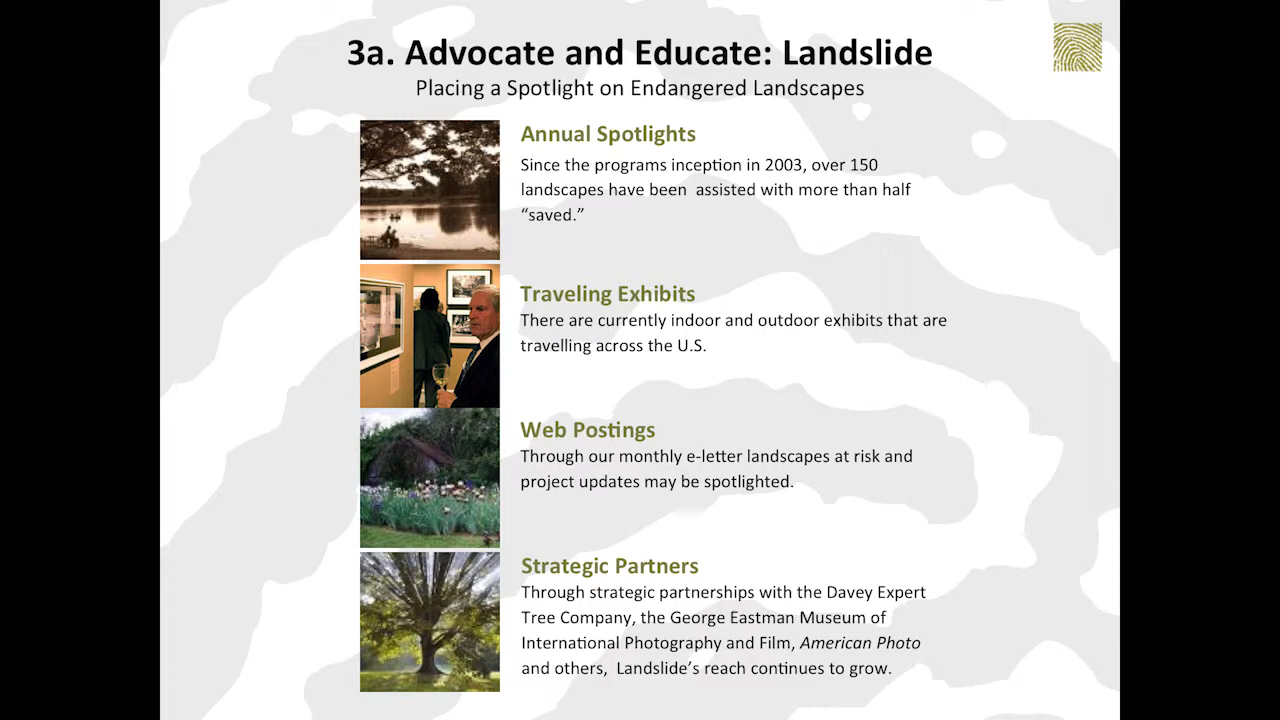 3a. Advocate and Educate: Landslide
Placing a Spotlight on Endangered Landscapes
Annual Spotlights
Since the programs inception in 2003, over 150
landscapes have been  assisted with more than half
“saved.”
Traveling Exhibits
There are currently indoor and outdoor exhibits that are
travelling across the U.S.
Web Postings
Through our monthly e-letter landscapes at risk and
project updates may be spotlighted.
Strategic Partners
Through strategic partnerships with the Davey Expert
Tree Company, the George Eastman Museum of
International Photography and Film, American Photo
and others,  Landslide’s reach continues to grow.